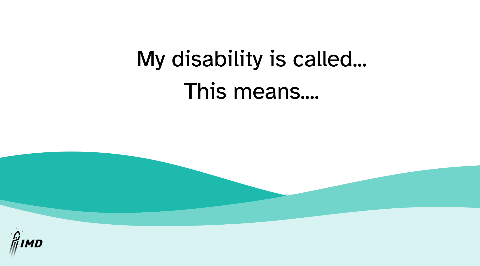 My disability is called...
This means....
IMD